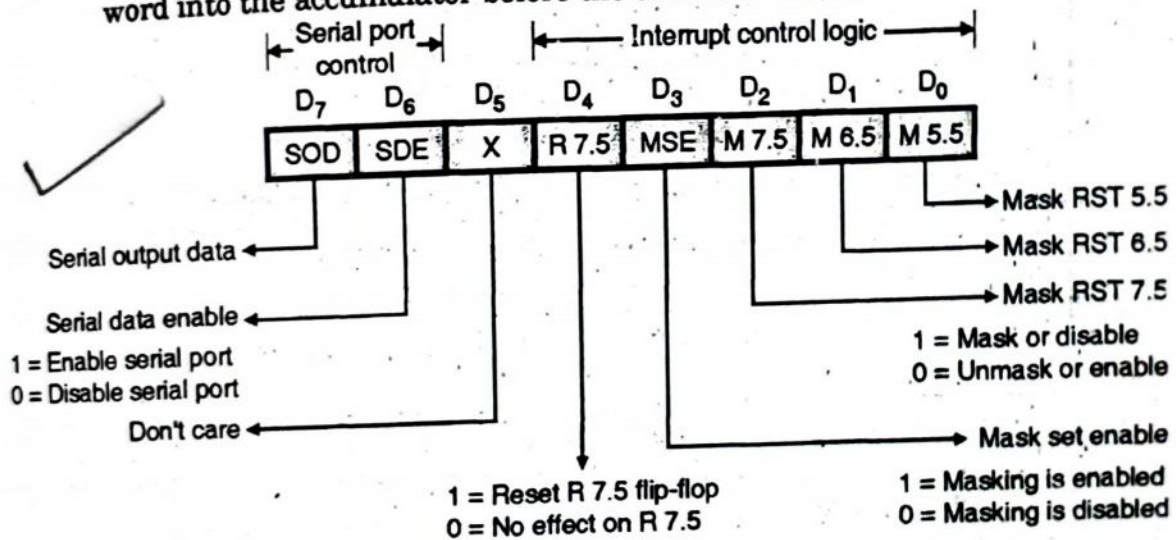 word into the accumulator before the
Serial port control
Interrupt control logic
D7 D6 D5 D4 D3 D2 D1 D0
SOD SDE X R 7.5 MSE M 7.5 M 6.5 M 5.5
Mask RST 5.5
Mask RST 6.5
Mask RST 7.5
1 = Mask or disable
0 = Unmask or enable
Serial output data
Serial data enable
1 = Enable serial port
0 = Disable serial port
Don't care
Mask set enable
1 = Masking is enabled
0 = Masking is disabled
1 = Reset R 7.5 flip-flop
0 = No effect on R 7.5